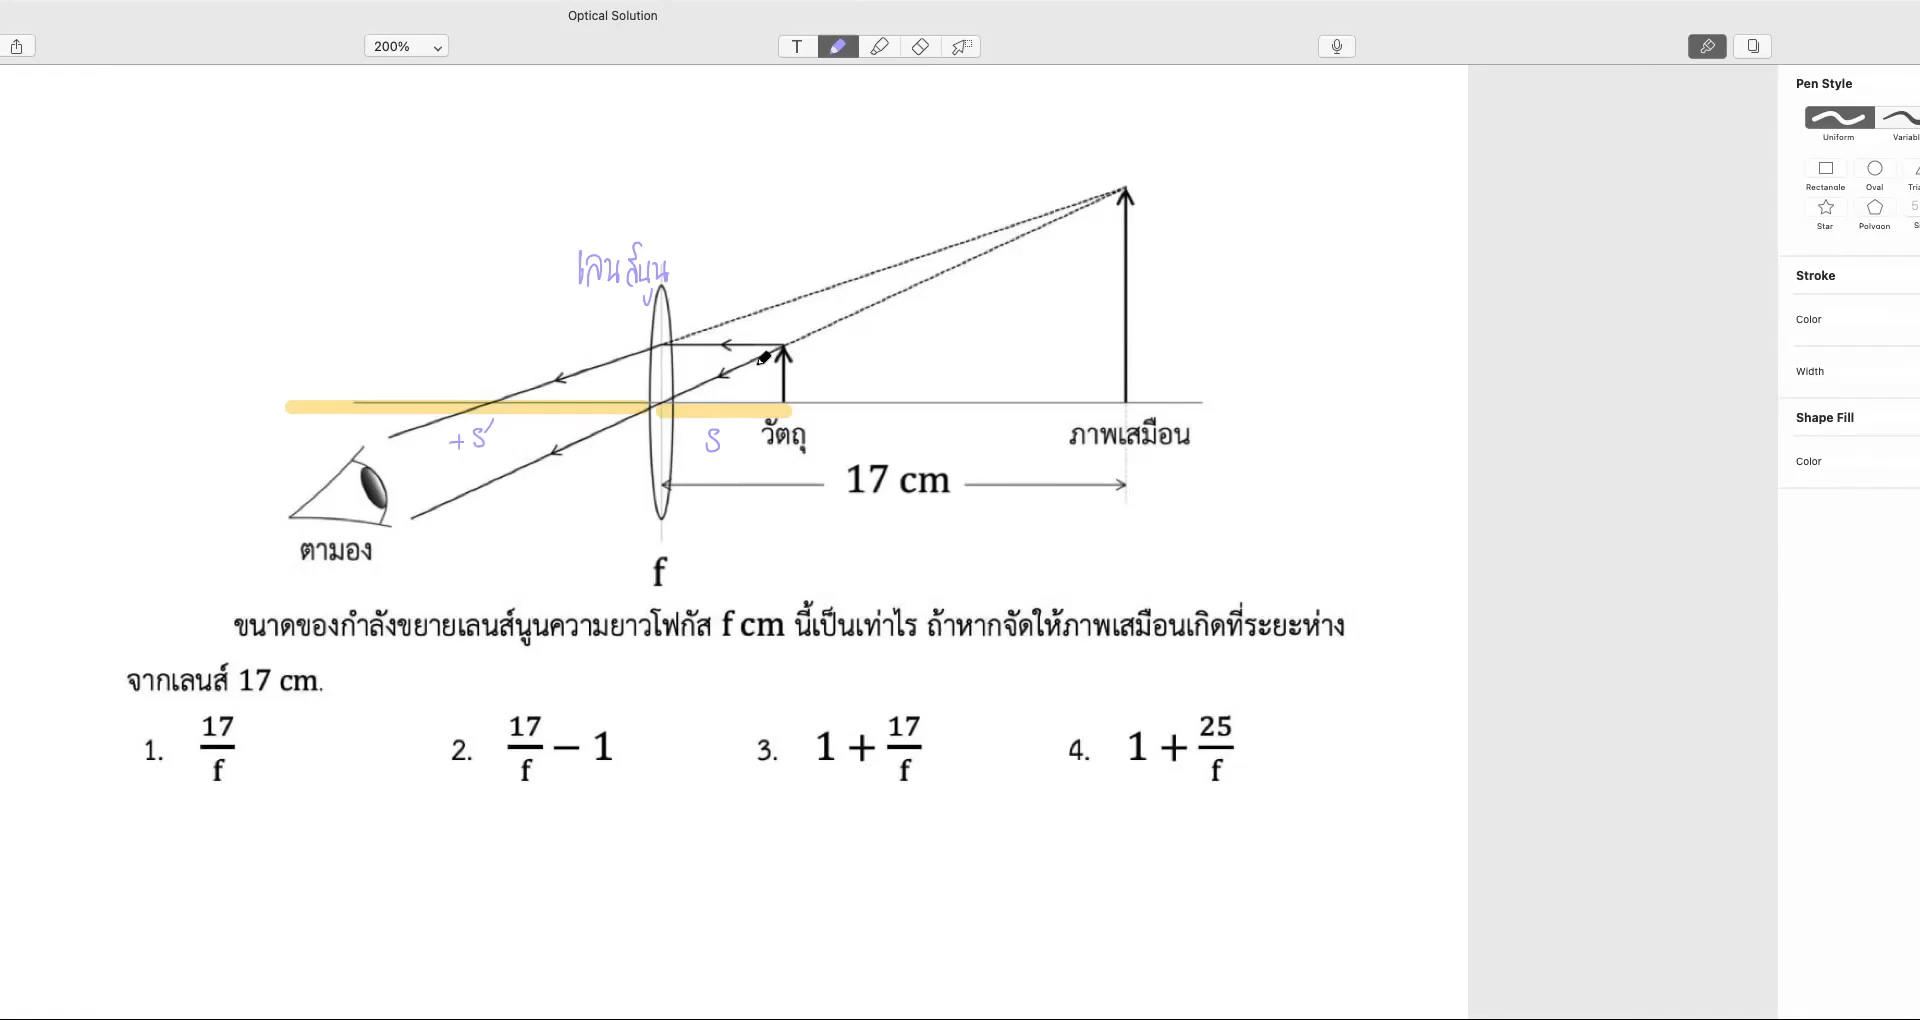 Optical Solution
200%
T
Pen Style
Uniform
Rectangle
Oval
Star
Polygon
Stroke
Color
Width
Shape Fill
Color
เลนส์นูน
+ S′
S
วัตถุ
ภาพเสมือน
17 cm
ตามอง
f
ขนาดของกำลังขยายเลนส์นูนความยาวโฟกัส f cm นี้เป็นเท่าไร ถ้าหากจัดให้ภาพเสมือนเกิดที่ระยะห่าง
จากเลนส์ 17 cm.
1. 17/f
2. 17/f − 1
3. 1 + 17/f
4. 1 + 25/f